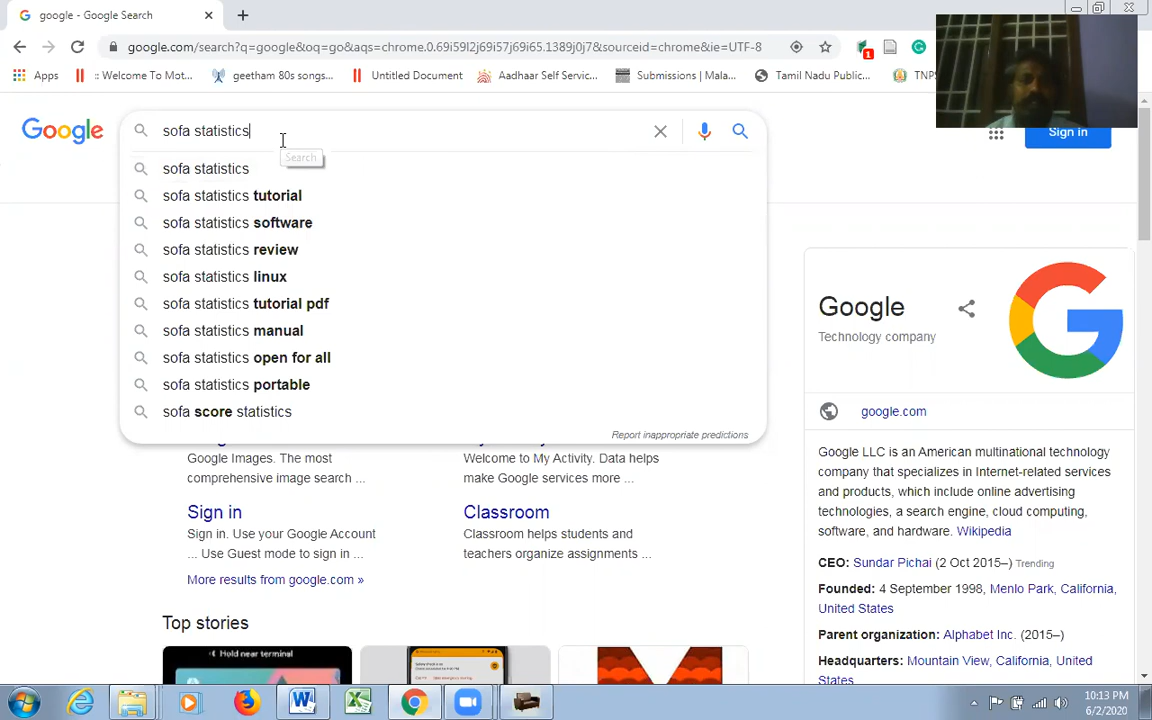 google - Google Search
google.com/search?q=google&oq=go&aqs=chrome.0.69i59l2j69i57j69i65.1389j0j7&sourceid=chrome&ie=UTF-8
1
Apps
:: Welcome To Mot...
geetham 80s songs...
Untitled Document
Aadhaar Self Servic...
Submissions | Mala...
Tamil Nadu Public...
TNPS
Google
sofa statistics
Sign in
Search
sofa statistics
sofa statistics tutorial
sofa statistics software
sofa statistics review
sofa statistics linux
sofa statistics tutorial pdf
sofa statistics manual
sofa statistics open for all
sofa statistics portable
sofa score statistics
Report inappropriate predictions
Google Images. The most
comprehensive image search ...
Welcome to My Activity. Data helps
make Google services more ...
Sign in
Sign in. Use your Google Account
... Use Guest mode to sign in ...
Classroom
Classroom helps students and
teachers organize assignments ...
More results from google.com »
Top stories
Hold near terminal
Google
Technology company
google.com
Google LLC is an American multinational technology
company that specializes in Internet-related services
and products, which include online advertising
technologies, a search engine, cloud computing,
software, and hardware. Wikipedia
CEO: Sundar Pichai (2 Oct 2015–) Trending
Founded: 4 September 1998, Menlo Park, California,
United States
Parent organization: Alphabet Inc. (2015–)
Headquarters: Mountain View, California, United
States
10:13 PM
6/2/2020